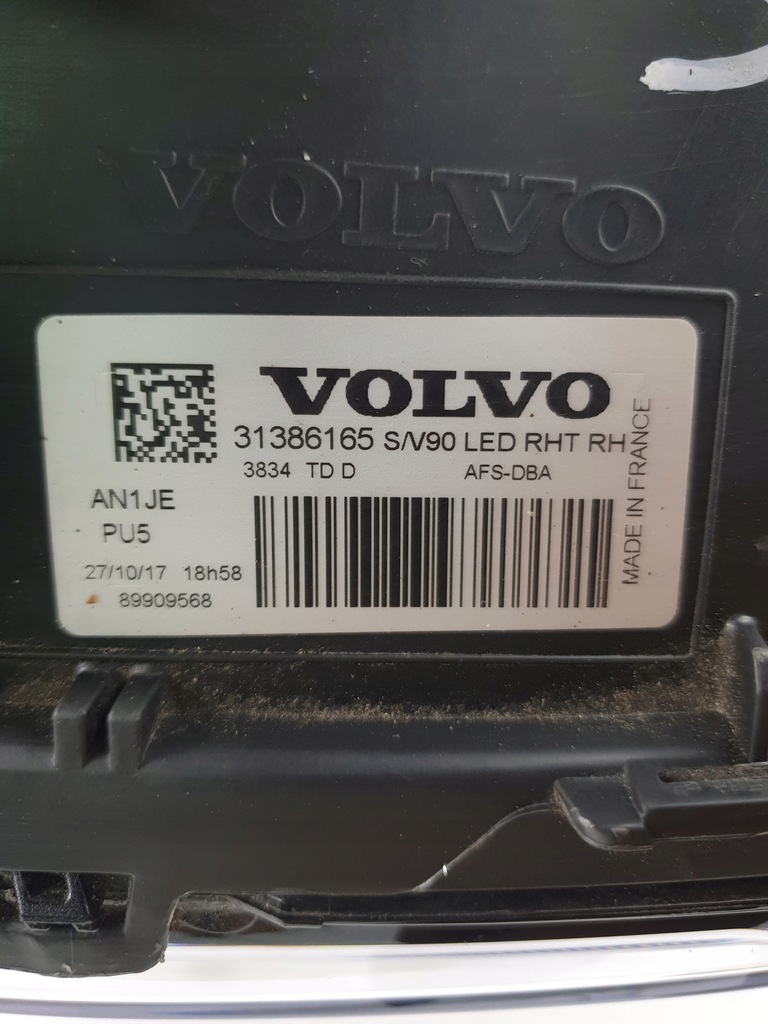 VOLVO
VOLVO
31386165 S/V90 LED RHT RH
3834 TD D AFS-DBA
AN1JE
PU5
27/10/17 18h58
89909568
MADE IN FRANCE